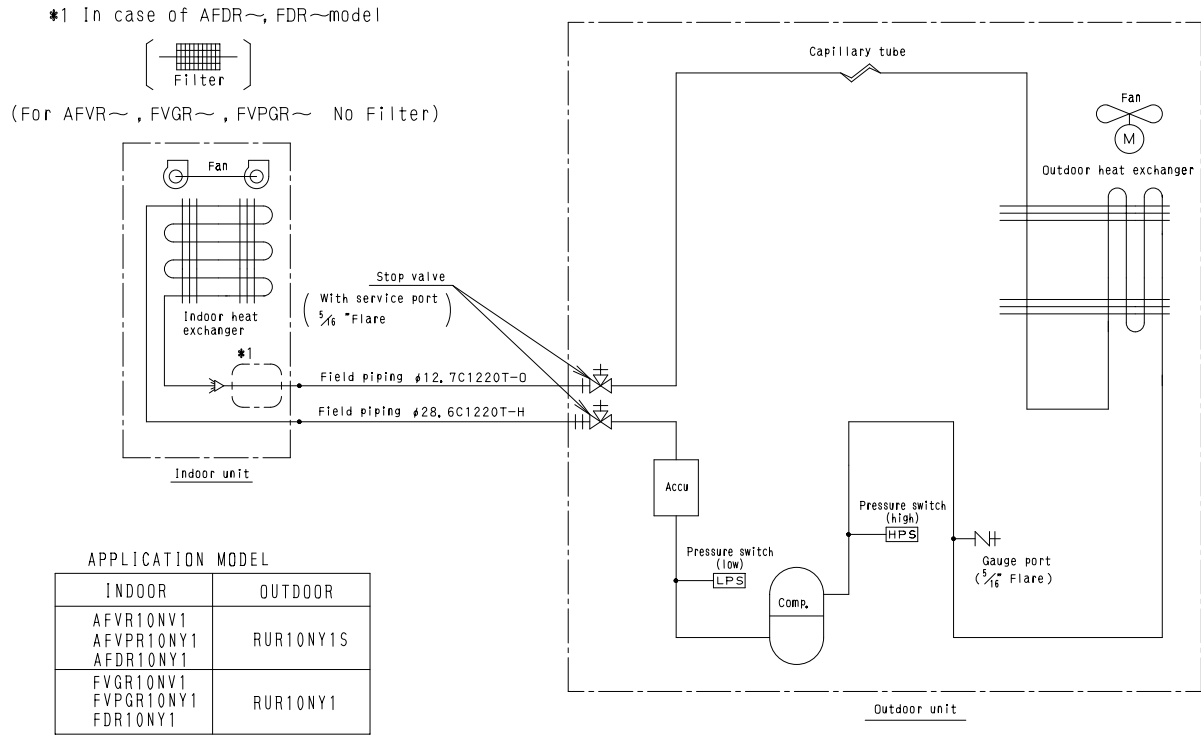 *1 In case of AFDR~, FDR~model
Filter
(For AFVR~, FVGR~, FVPGR~ No Filter)
Fan
Indoor heat
exchanger
*1
Indoor unit
Stop valve
(With service port
5/16 "Flare)
Field piping ø12.7C1220T-O
Field piping ø28.6C1220T-H
Capillary tube
Fan
M
Outdoor heat exchanger
Accu
Pressure switch
(low)
LPS
Comp.
Pressure switch
(high)
HPS
Gauge port
(5/16" Flare)
Outdoor unit
APPLICATION MODEL
INDOOR OUTDOOR
AFVR10NV1
AFVPR10NY1
AFDR10NY1
RUR10NY1S
FVGR10NV1
FVPGR10NY1
FDR10NY1
RUR10NY1